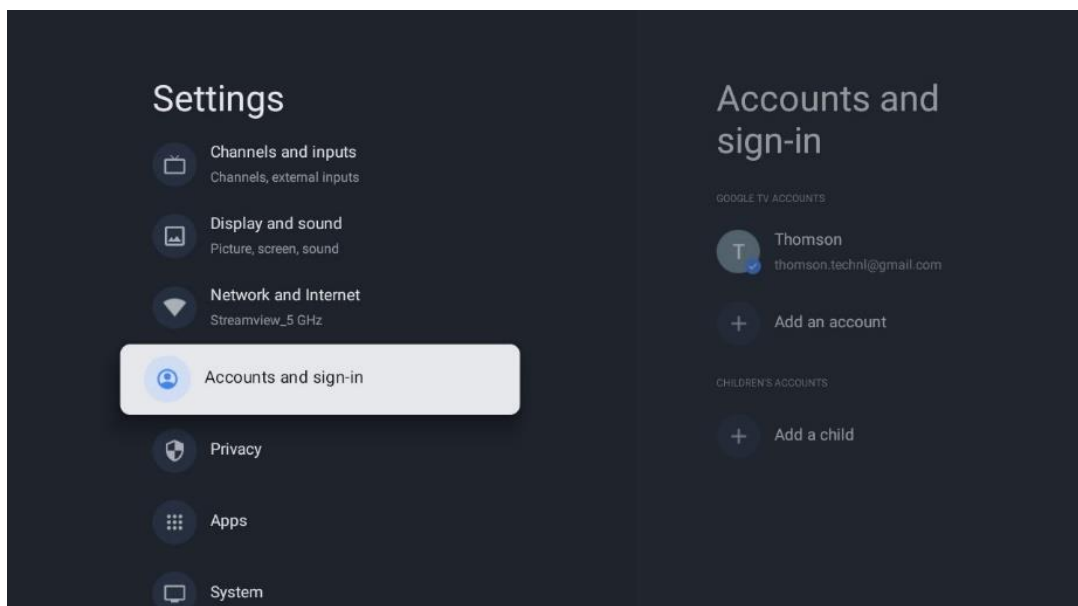 Settings
Channels and inputs
Channels, external inputs
Display and sound
Picture, screen, sound
Network and Internet
Streamview_5 GHz
Accounts and sign-in
Privacy
Apps
System
Accounts and
sign-in
GOOGLE TV ACCOUNTS
T
Thomson
thomson.technl@gmail.com
Add an account
CHILDREN'S ACCOUNTS
Add a child